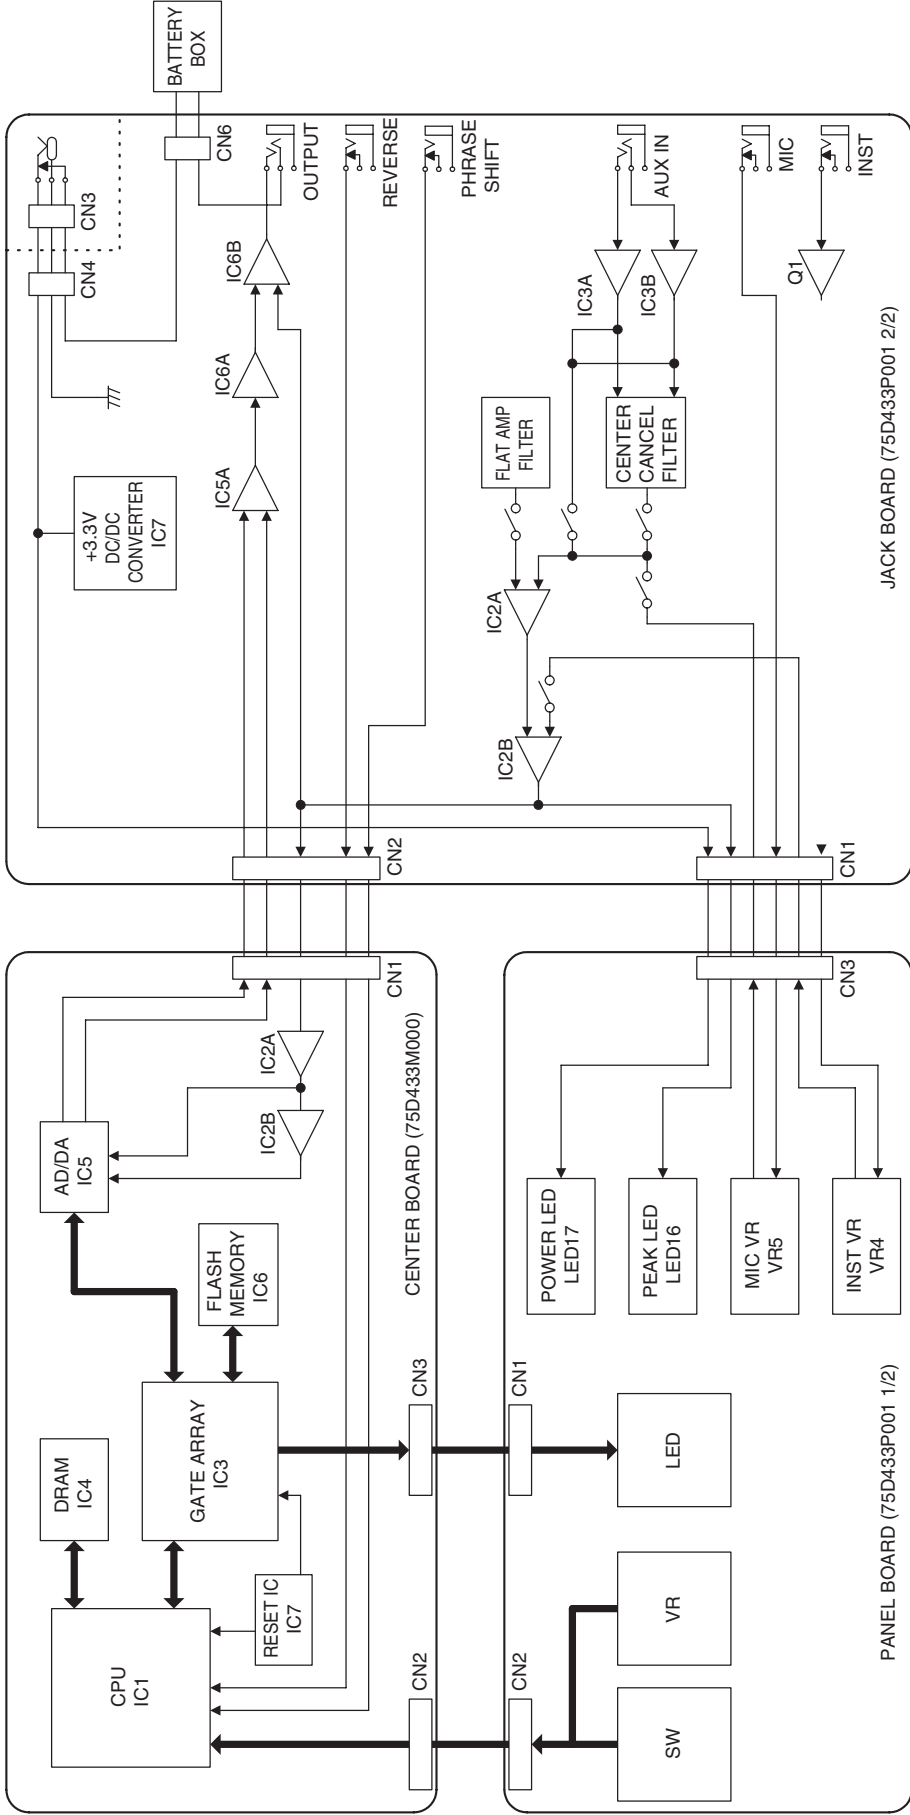 CPU
IC1
DRAM
IC4
GATE ARRAY
IC3
FLASH
MEMORY
IC6
RESET IC
IC7
AD/DA
IC5
IC2A
IC2B
CN1
CN2
CN3
CENTER BOARD (75D433M000)
SW
VR
LED
CN2
CN1
POWER LED
LED17
PEAK LED
LED16
MIC VR
VR5
INST VR
VR4
CN3
PANEL BOARD (75D433P001 1/2)
+3.3V
DC/DC
CONVERTER
IC7
CN4
CN3
BATTERY
BOX
CN6
IC5A
IC6A
IC6B
OUTPUT
REVERSE
PHRASE
SHIFT
CN2
FLAT AMP
FILTER
CENTER
CANCEL
FILTER
IC3A
IC3B
AUX IN
IC2A
IC2B
MIC
Q1
INST
CN1
JACK BOARD (75D433P001 2/2)